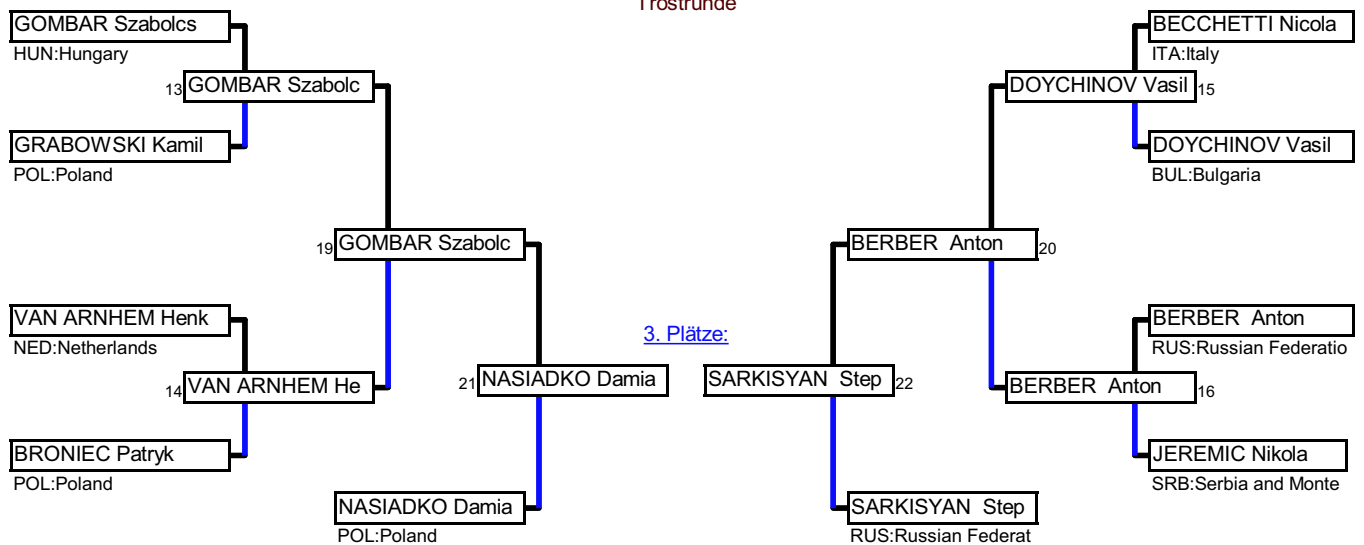 Trostrunde
GOMBAR Szabolcs
HUN:Hungary
13 GOMBAR Szabolc
GRABOWSKI Kamil
POL:Poland
19 GOMBAR Szabolc
VAN ARNHEM Henk
NED:Netherlands
14 VAN ARNHEM He
BRONIEC Patryk
POL:Poland
21 NASIADKO Damia
NASIADKO Damia
POL:Poland
3. Plätze:
BECCHETTI Nicola
ITA:Italy
DOYCHINOV Vasil 15
DOYCHINOV Vasil
BUL:Bulgaria
BERBER Anton 20
BERBER Anton
RUS:Russian Federatio
BERBER Anton 16
JEREMIC Nikola
SRB:Serbia and Monte
SARKISYAN Step 22
SARKISYAN Step
RUS:Russian Federat